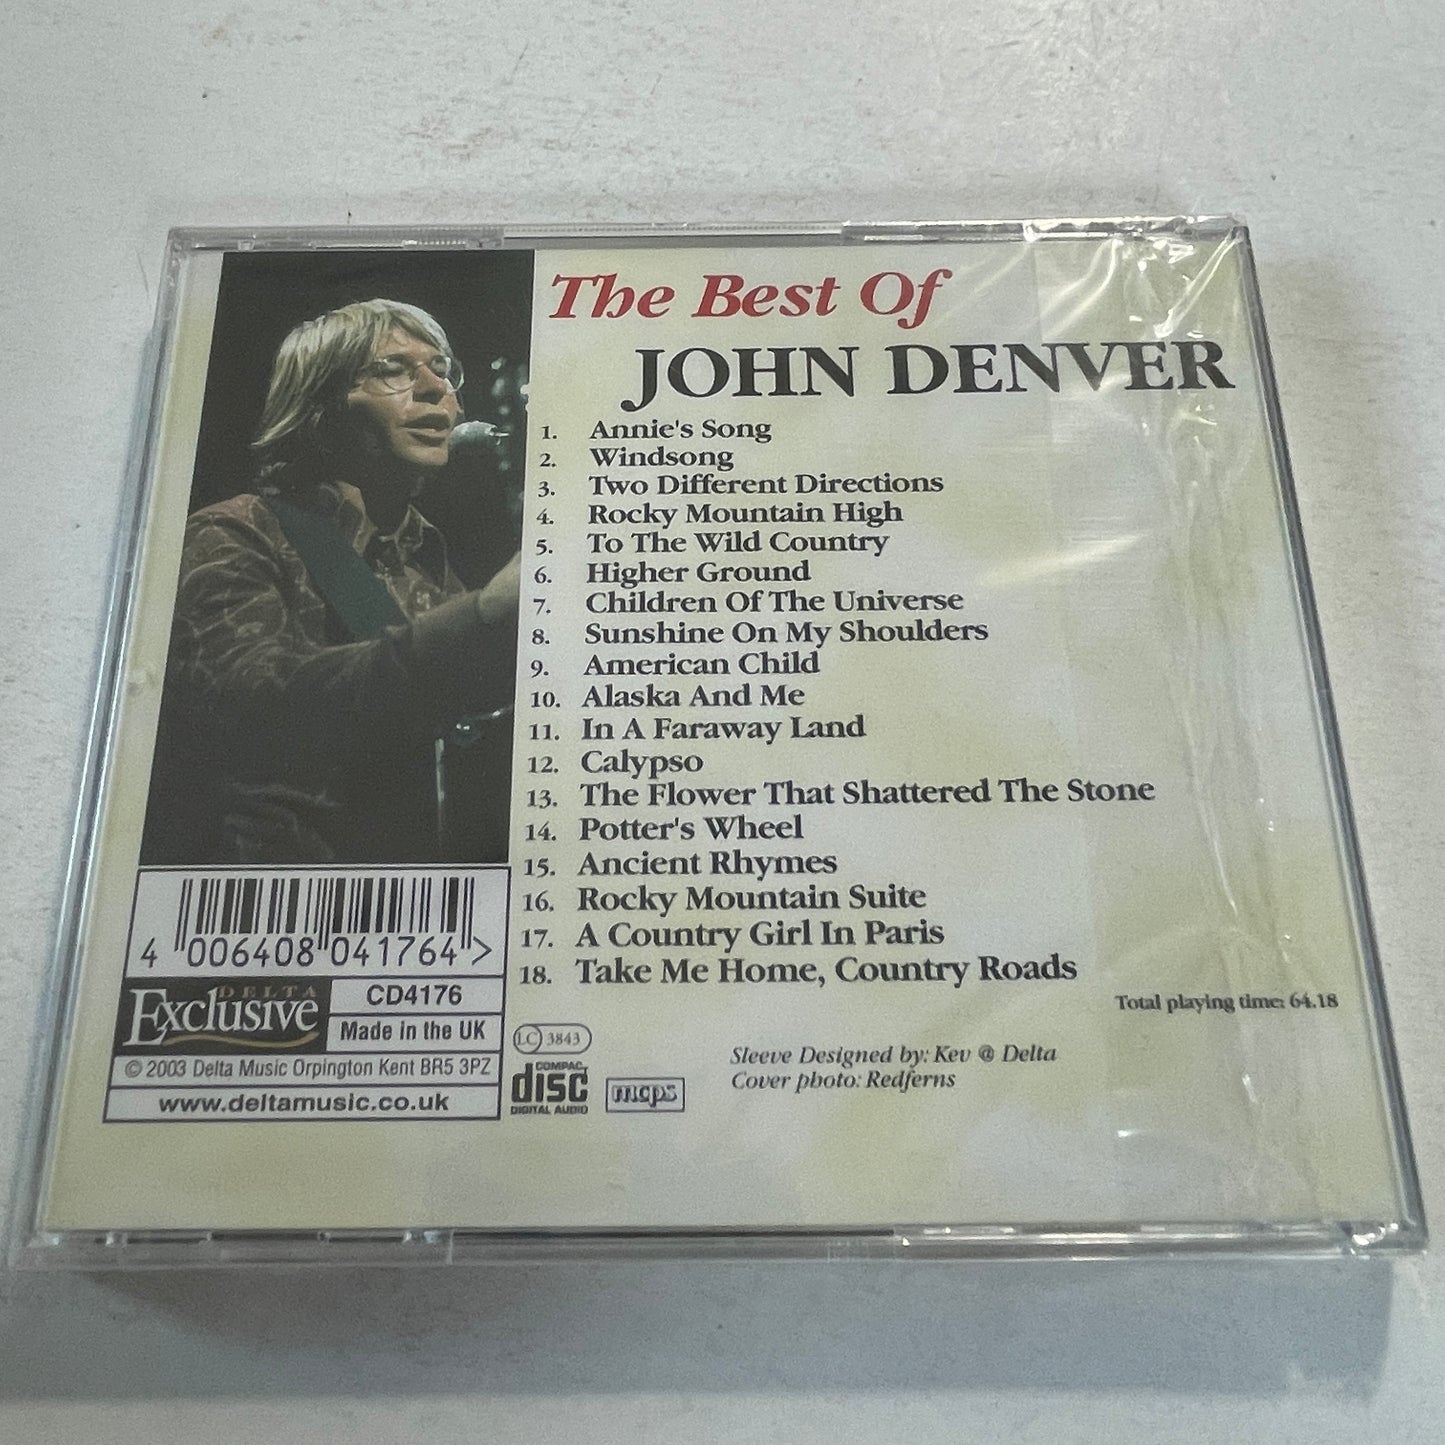 The Best Of
JOHN DENVER
1. Annie's Song
2. Windsong
3. Two Different Directions
4. Rocky Mountain High
5. To The Wild Country
6. Higher Ground
7. Children Of The Universe
8. Sunshine On My Shoulders
9. American Child
10. Alaska And Me
11. In A Faraway Land
12. Calypso
13. The Flower That Shattered The Stone
14. Potter's Wheel
15. Ancient Rhymes
16. Rocky Mountain Suite
17. A Country Girl In Paris
18. Take Me Home, Country Roads
Total playing time: 64.18
4 006408 041764 >
DELTA
Exclusive
CD4176
Made in the UK
© 2003 Delta Music Orpington Kent BR5 3PZ
www.deltamusic.co.uk
LC 3843
COMPACT
disc
DIGITAL AUDIO
mcps
Sleeve Designed by: Kev @ Delta
Cover photo: Redferns